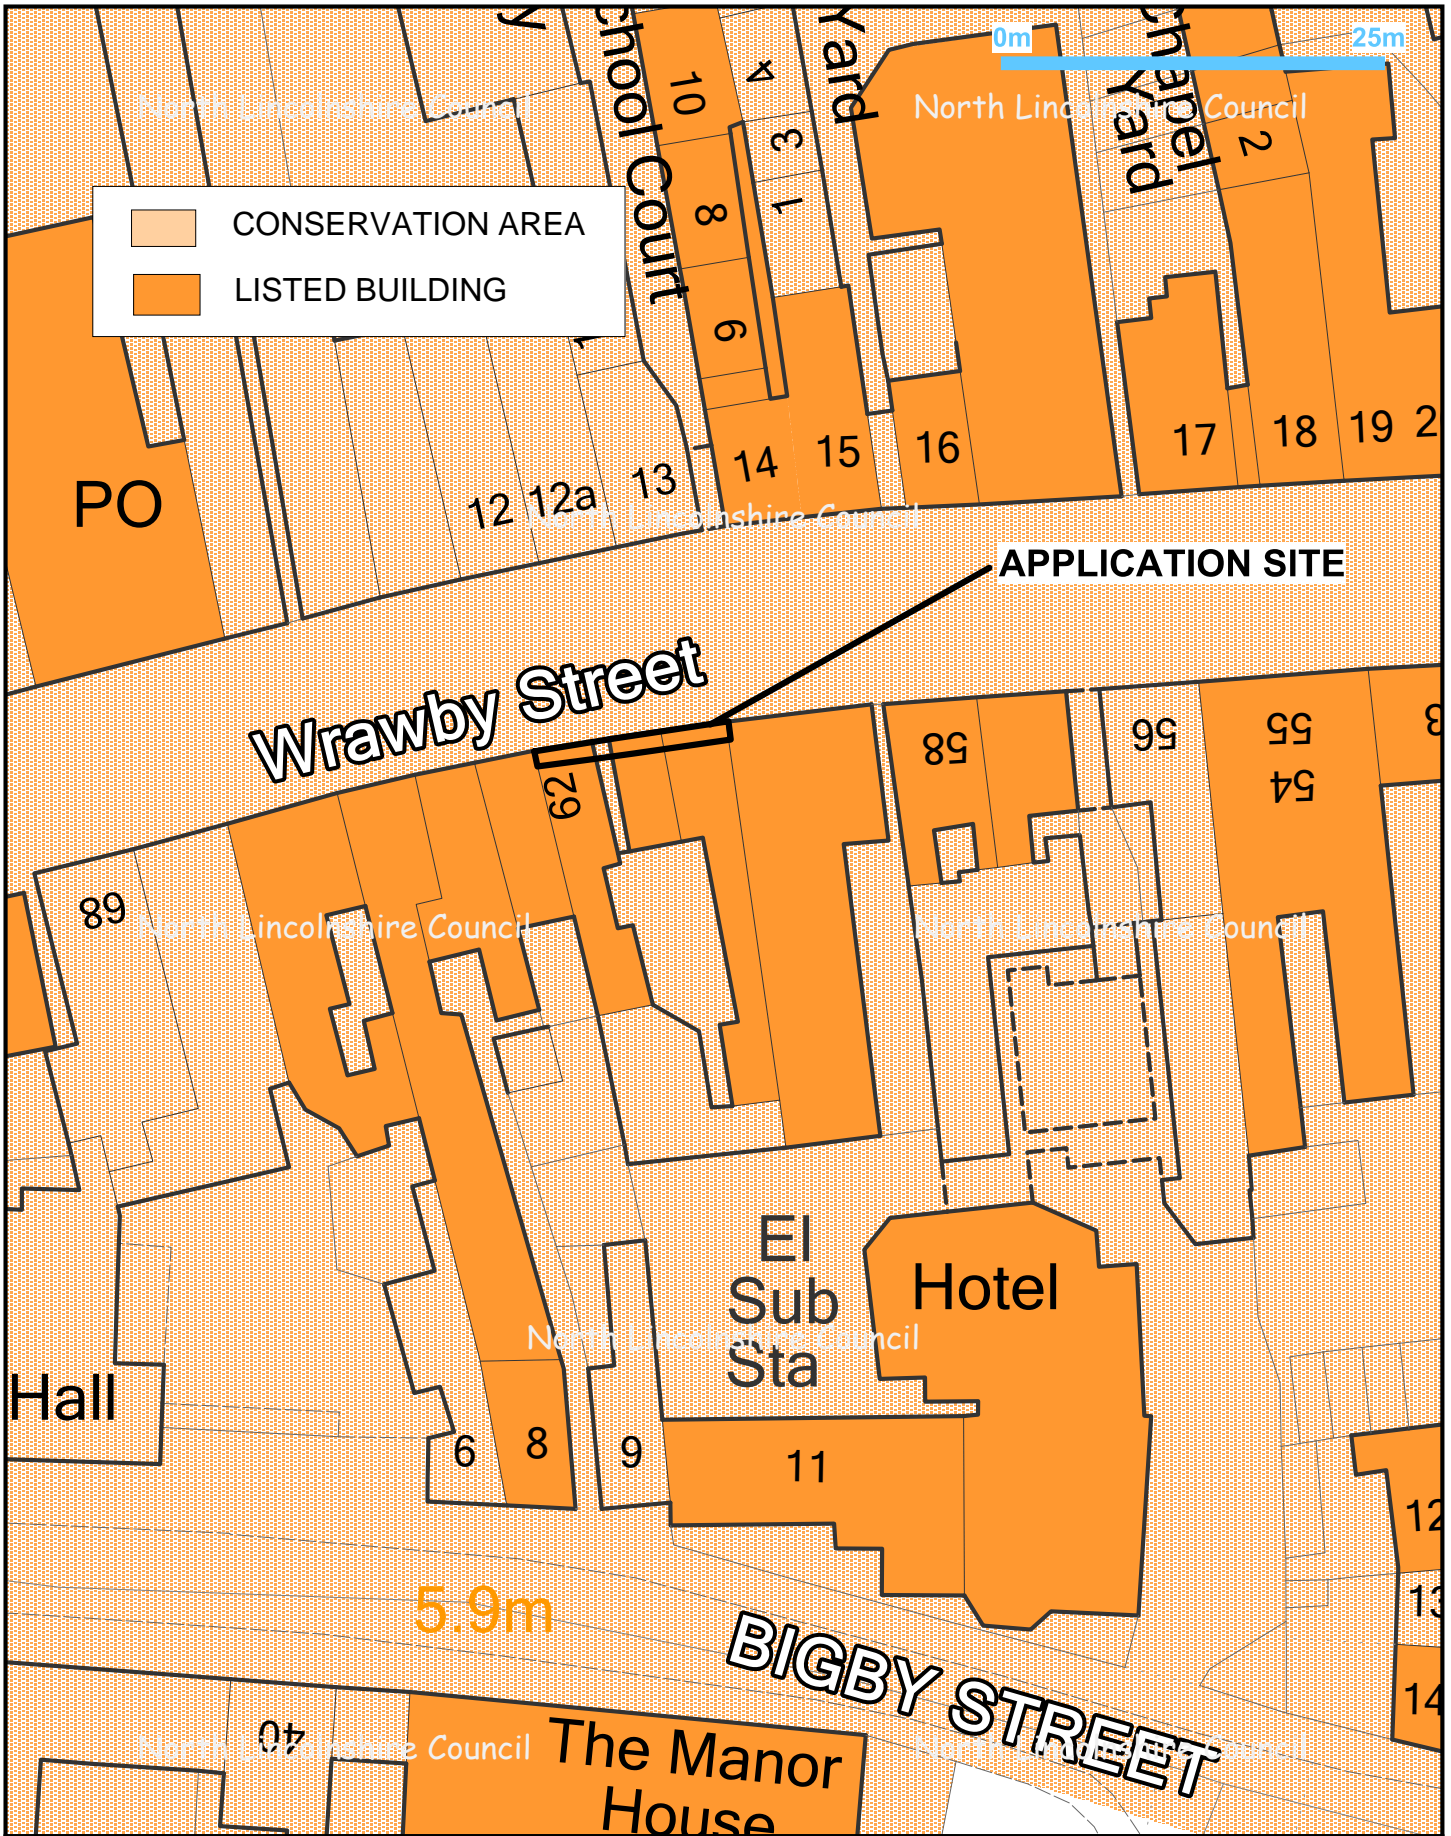 y
chool Court
10
8
6
4
3
1
Yard
0m
25m
Chapel
Yard
2
North Lincolnshire Council
North Lincolnshire Council
CONSERVATION AREA
LISTED BUILDING
PO
12
12a
13
14
15
16
17
18
19
2
North Lincolnshire Council
APPLICATION SITE
Wrawby Street
62
58
56
55
54
68
North Lincolnshire Council
North Lincolnshire Council
El
Sub
Sta
Hotel
North Lincolnshire Council
Hall
6
8
9
11
12
13
14
5.9m
BIGBY STREET
40
North Lincolnshire Council
North Lincolnshire Council
The Manor
House